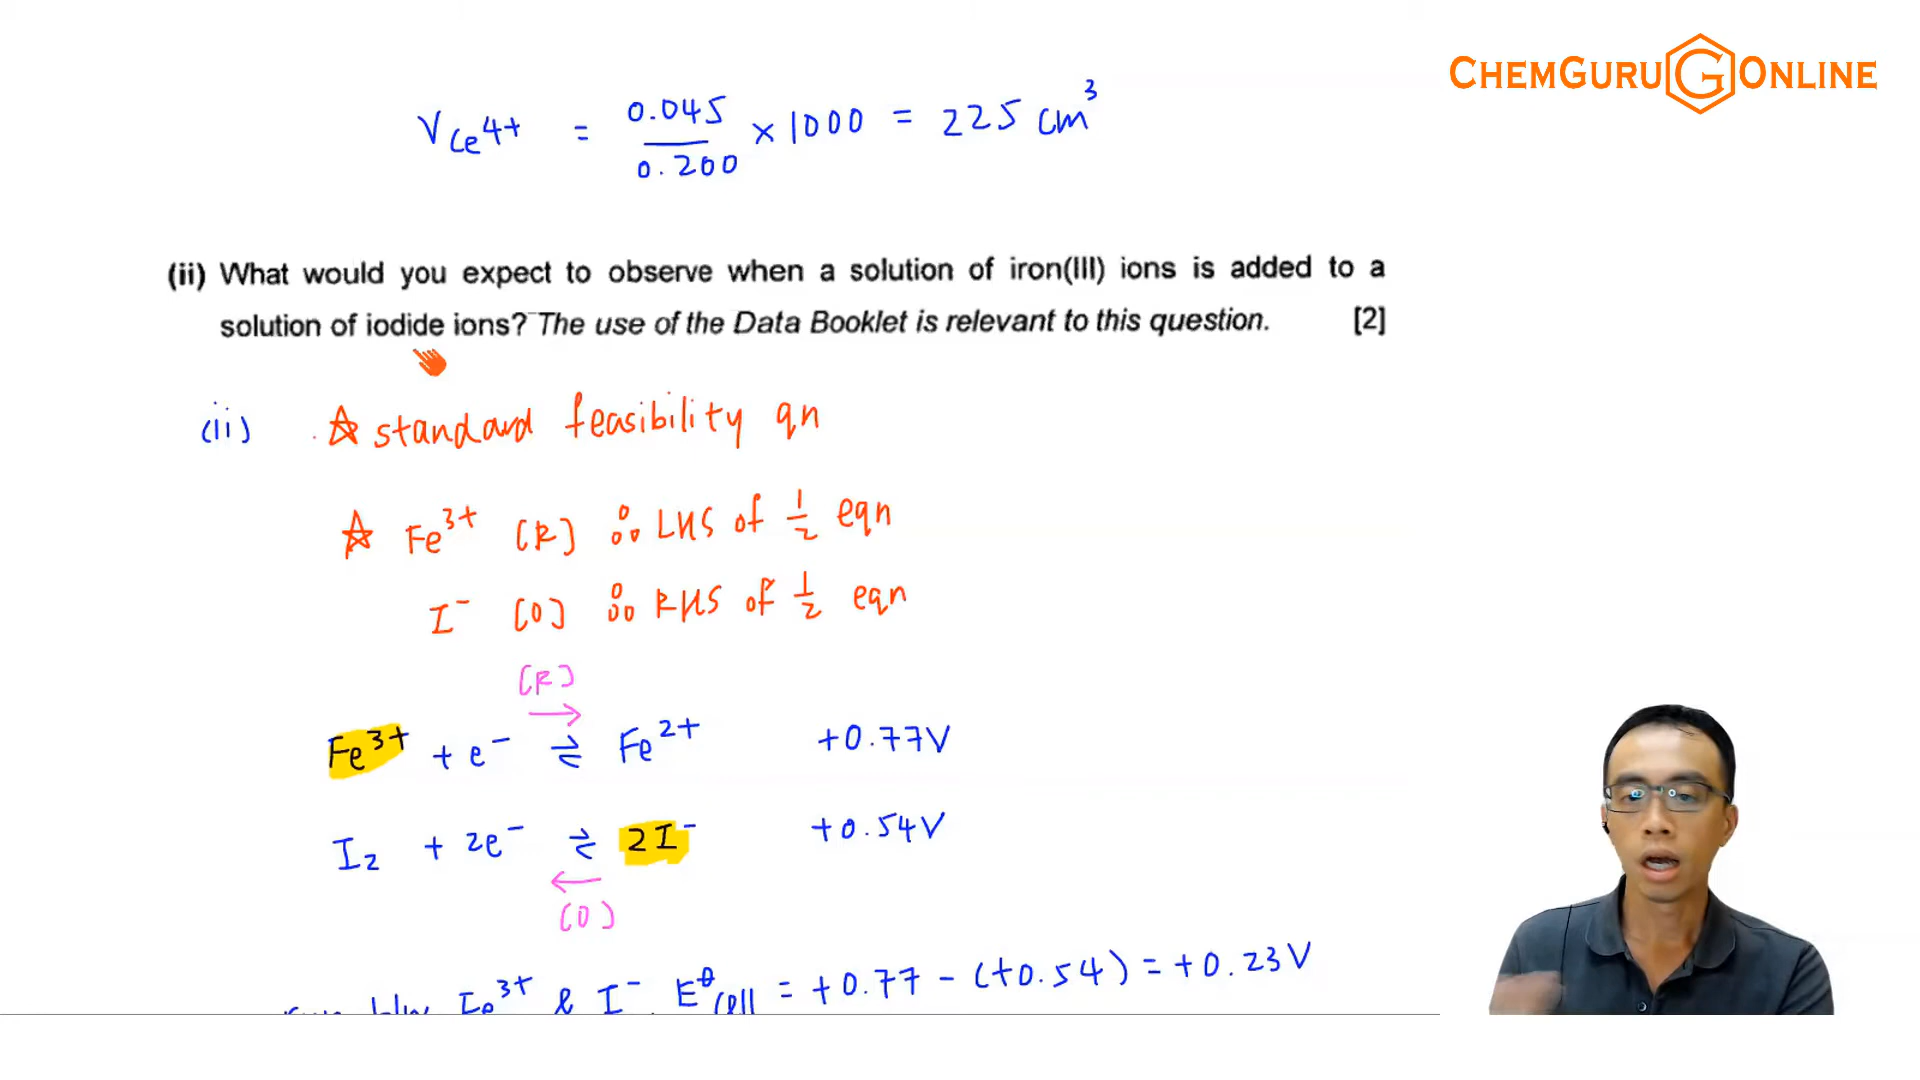 CHEMGURU G ONLINE
V Ce4+ = 0.045 / 0.200 × 1000 = 225 cm³
(ii) What would you expect to observe when a solution of iron(III) ions is added to a
solution of iodide ions? The use of the Data Booklet is relevant to this question. [2]
(ii) ☆ standard feasibility qn
☆ Fe³⁺ [R] ∴ LHS of ½ eqn
I⁻ [O] ∴ RHS of ½ eqn
[R]
→
Fe³⁺ + e⁻ ⇌ Fe²⁺ +0.77V
I₂ + 2e⁻ ⇌ 2I⁻ +0.54V
←
[O]
Fe³⁺ & I⁻, E°cell = +0.77 - (+0.54) = +0.23V